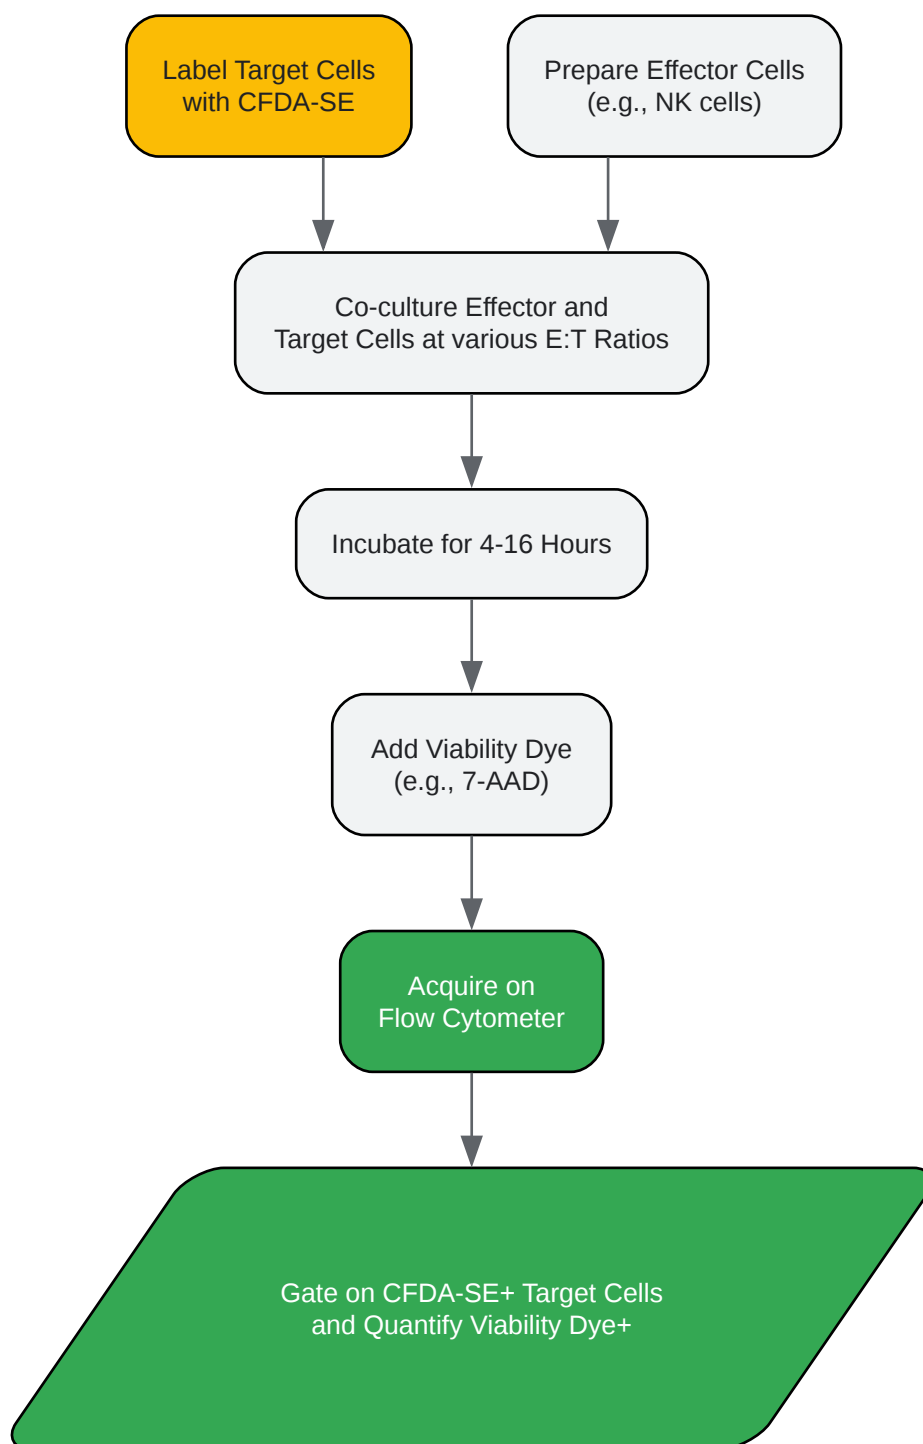 Label Target Cells
with CFDA-SE
Prepare Effector Cells
(e.g., NK cells)
Co-culture Effector and
Target Cells at various E:T Ratios
Incubate for 4-16 Hours
Add Viability Dye
(e.g., 7-AAD)
Acquire on
Flow Cytometer
Gate on CFDA-SE+ Target Cells
and Quantify Viability Dye+